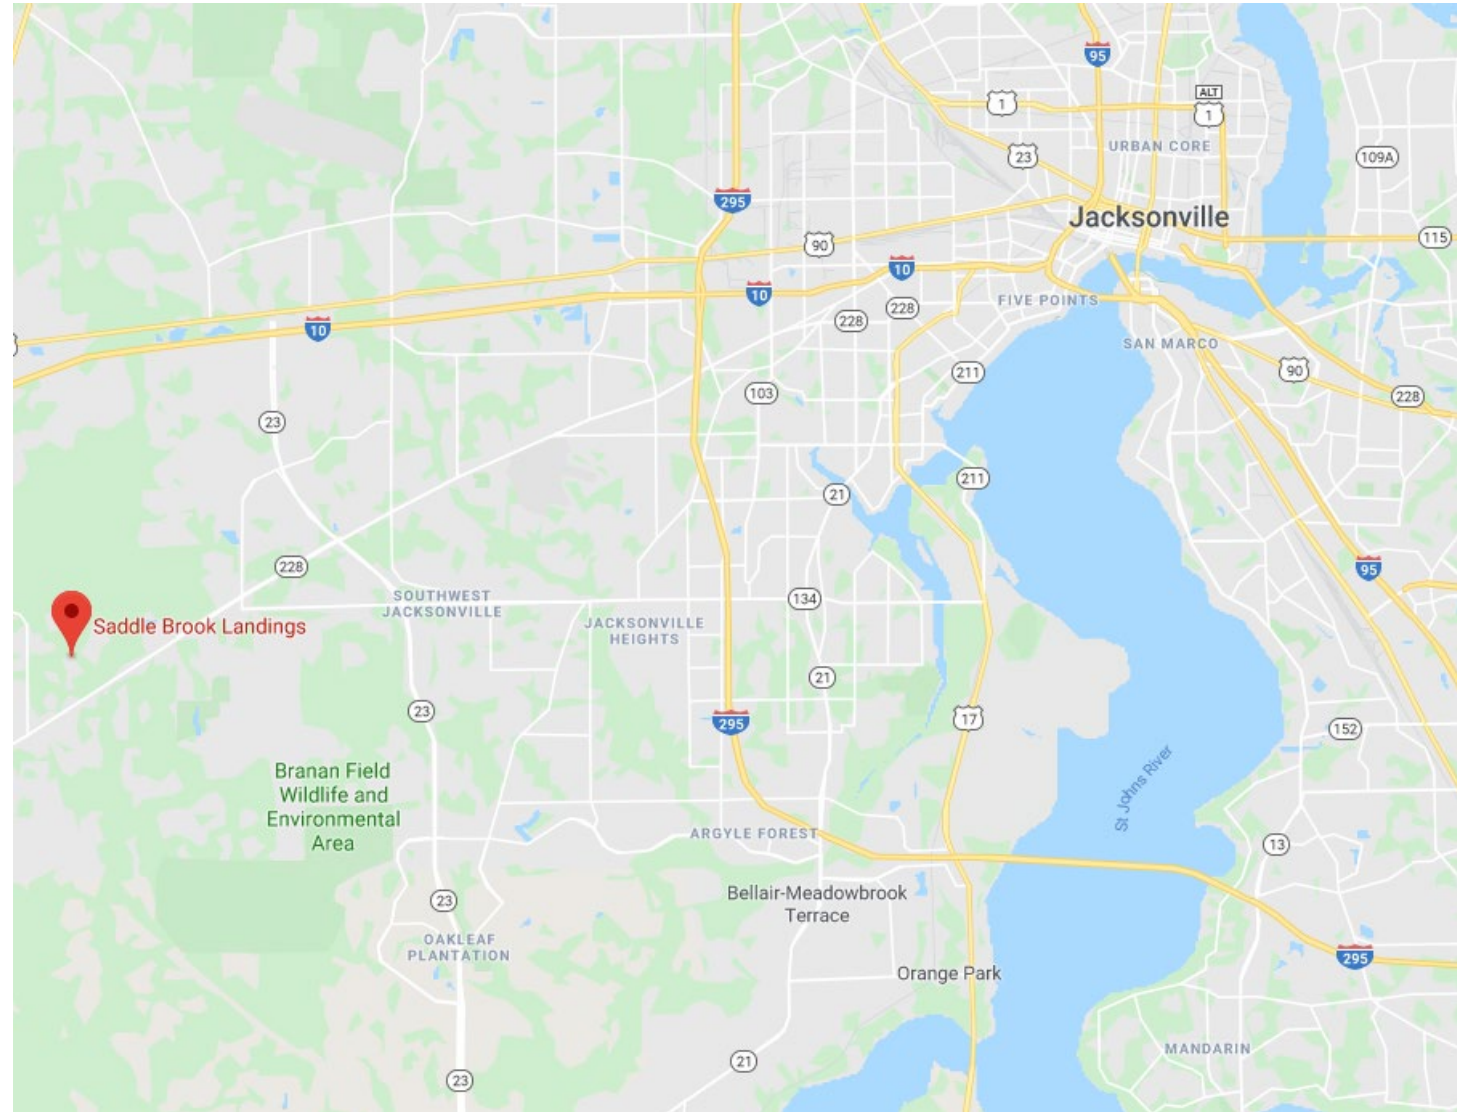 95
ALT
1
1
URBAN CORE
23
109A
295
Jacksonville
90
115
10
10
FIVE POINTS
228
228
10
SAN MARCO
211
90
103
228
23
211
21
228
95
SOUTHWEST
JACKSONVILLE
134
JACKSONVILLE
HEIGHTS
Saddle Brook Landings
21
23
295
17
152
Branan Field
Wildlife and
Environmental
Area
St Johns River
ARGYLE FOREST
13
Bellair-Meadowbrook
Terrace
23
OAKLEAF
PLANTATION
295
Orange Park
MANDARIN
21
23